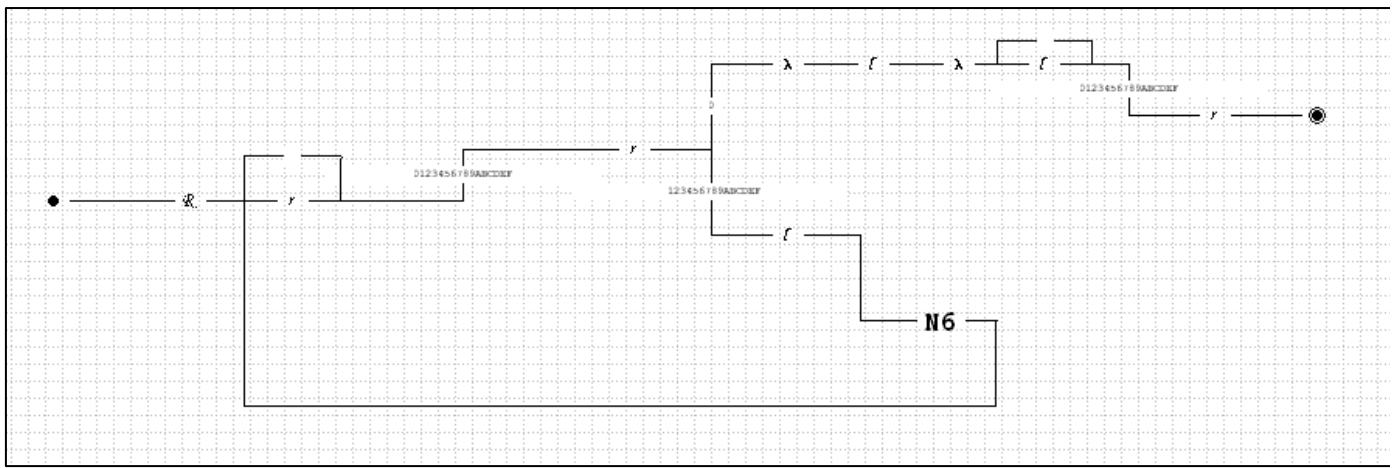 λ ℓ λ ℓ
0123456789ABCDEF
0
r
r
0123456789ABCDEF
123456789ABCDEF
R r
ℓ
N6